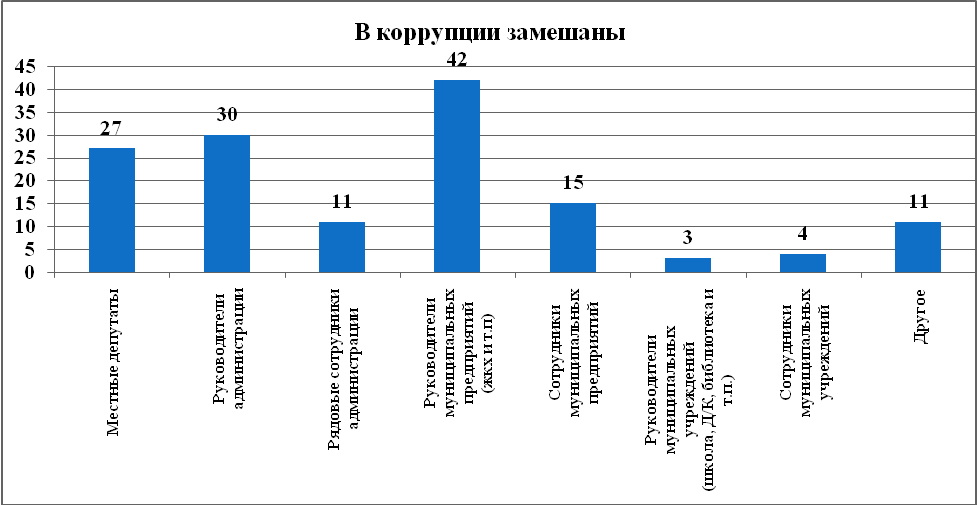 В коррупции замешаны
45
40
35
30
25
20
15
10
5
0
27
30
11
42
15
3
4
11
Местные депутаты
Руководители
администрации
Рядовые сотрудники
администрации
Руководители
муниципальных
предприятий
(жкх и т.п)
Сотрудники
муниципальных
предприятий
Руководители
муниципальных
учреждений
(школа, Д/К, библиотека и
т.п.)
Сотрудники
муниципальных
учреждений
Другое